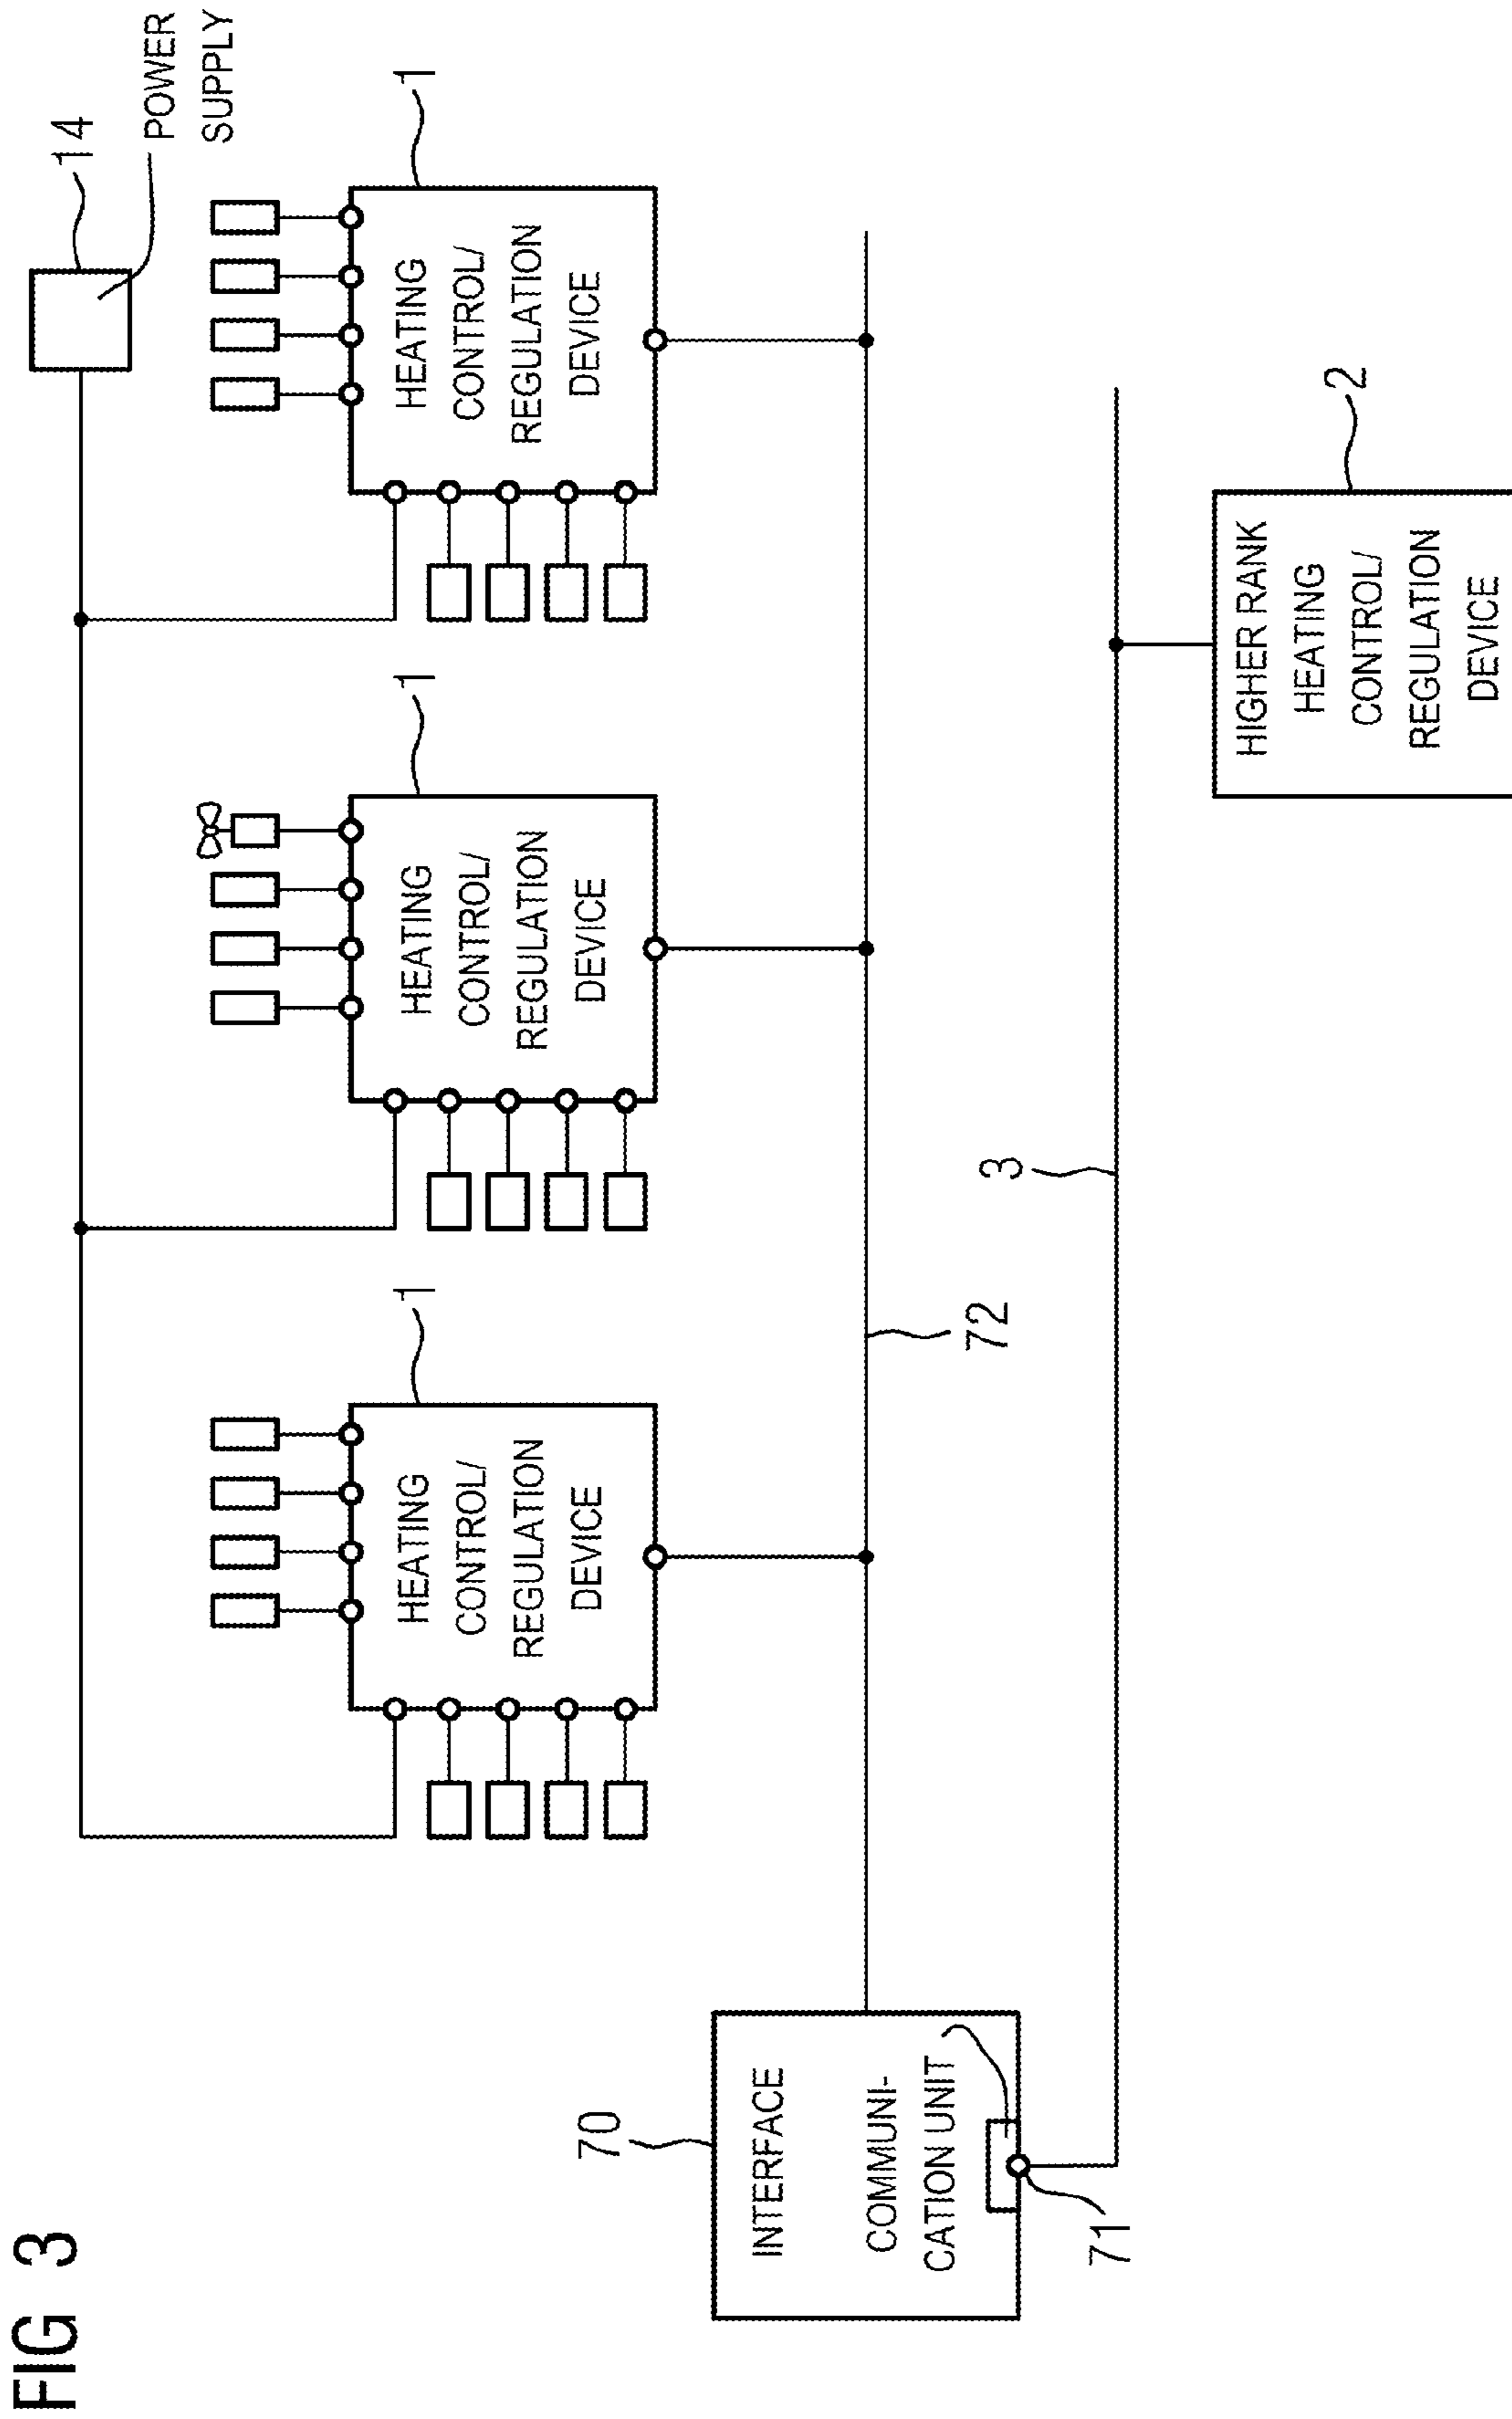 FIG 3
14
POWER
SUPPLY
1
HEATING
CONTROL/
REGULATION
DEVICE
1
HEATING
CONTROL/
REGULATION
DEVICE
1
HEATING
CONTROL/
REGULATION
DEVICE
70
INTERFACE
COMMUNI-
CATION UNIT
71
72
3
2
HIGHER RANK
HEATING
CONTROL/
REGULATION
DEVICE